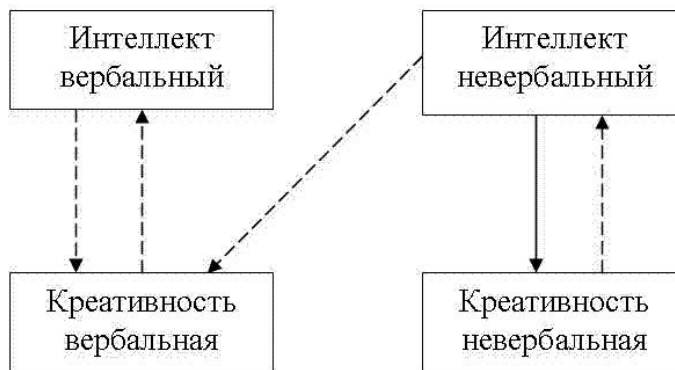 Интеллект
вербальный
Интеллект
невербальный
Креативность
вербальная
Креативность
невербальная